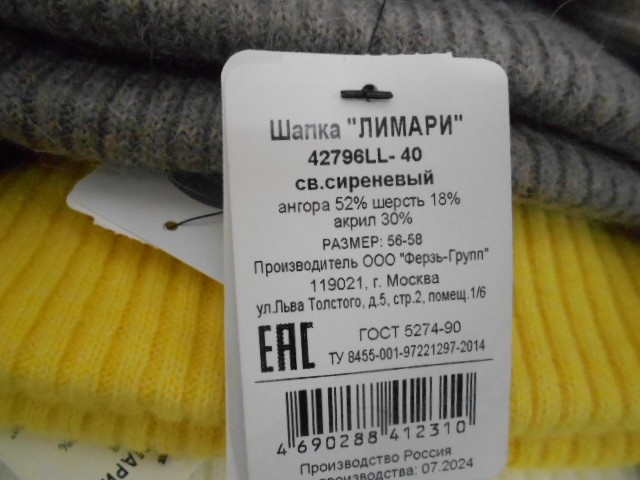 Шапка "ЛИМАРИ"
42796LL- 40
св.сиреневый
ангора 52% шерсть 18%
акрил 30%
РАЗМЕР: 56-58
Производитель ООО "Ферзь-Групп"
119021, г. Москва
ул.Льва Толстого, д.5, стр.2, помещ.1/6
ЕАС ГОСТ 5274-90
ТУ 8455-001-97221297-2014
4 690288 412310
Производство Россия
производства: 07.2024